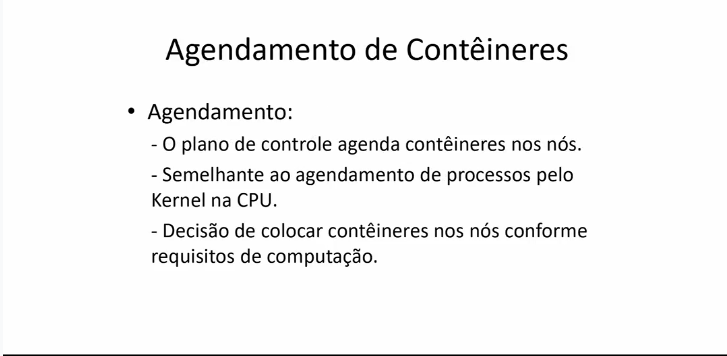 Agendamento de Contêineres
• Agendamento:
- O plano de controle agenda contêineres nos nós.
- Semelhante ao agendamento de processos pelo
Kernel na CPU.
- Decisão de colocar contêineres nos nós conforme
requisitos de computação.